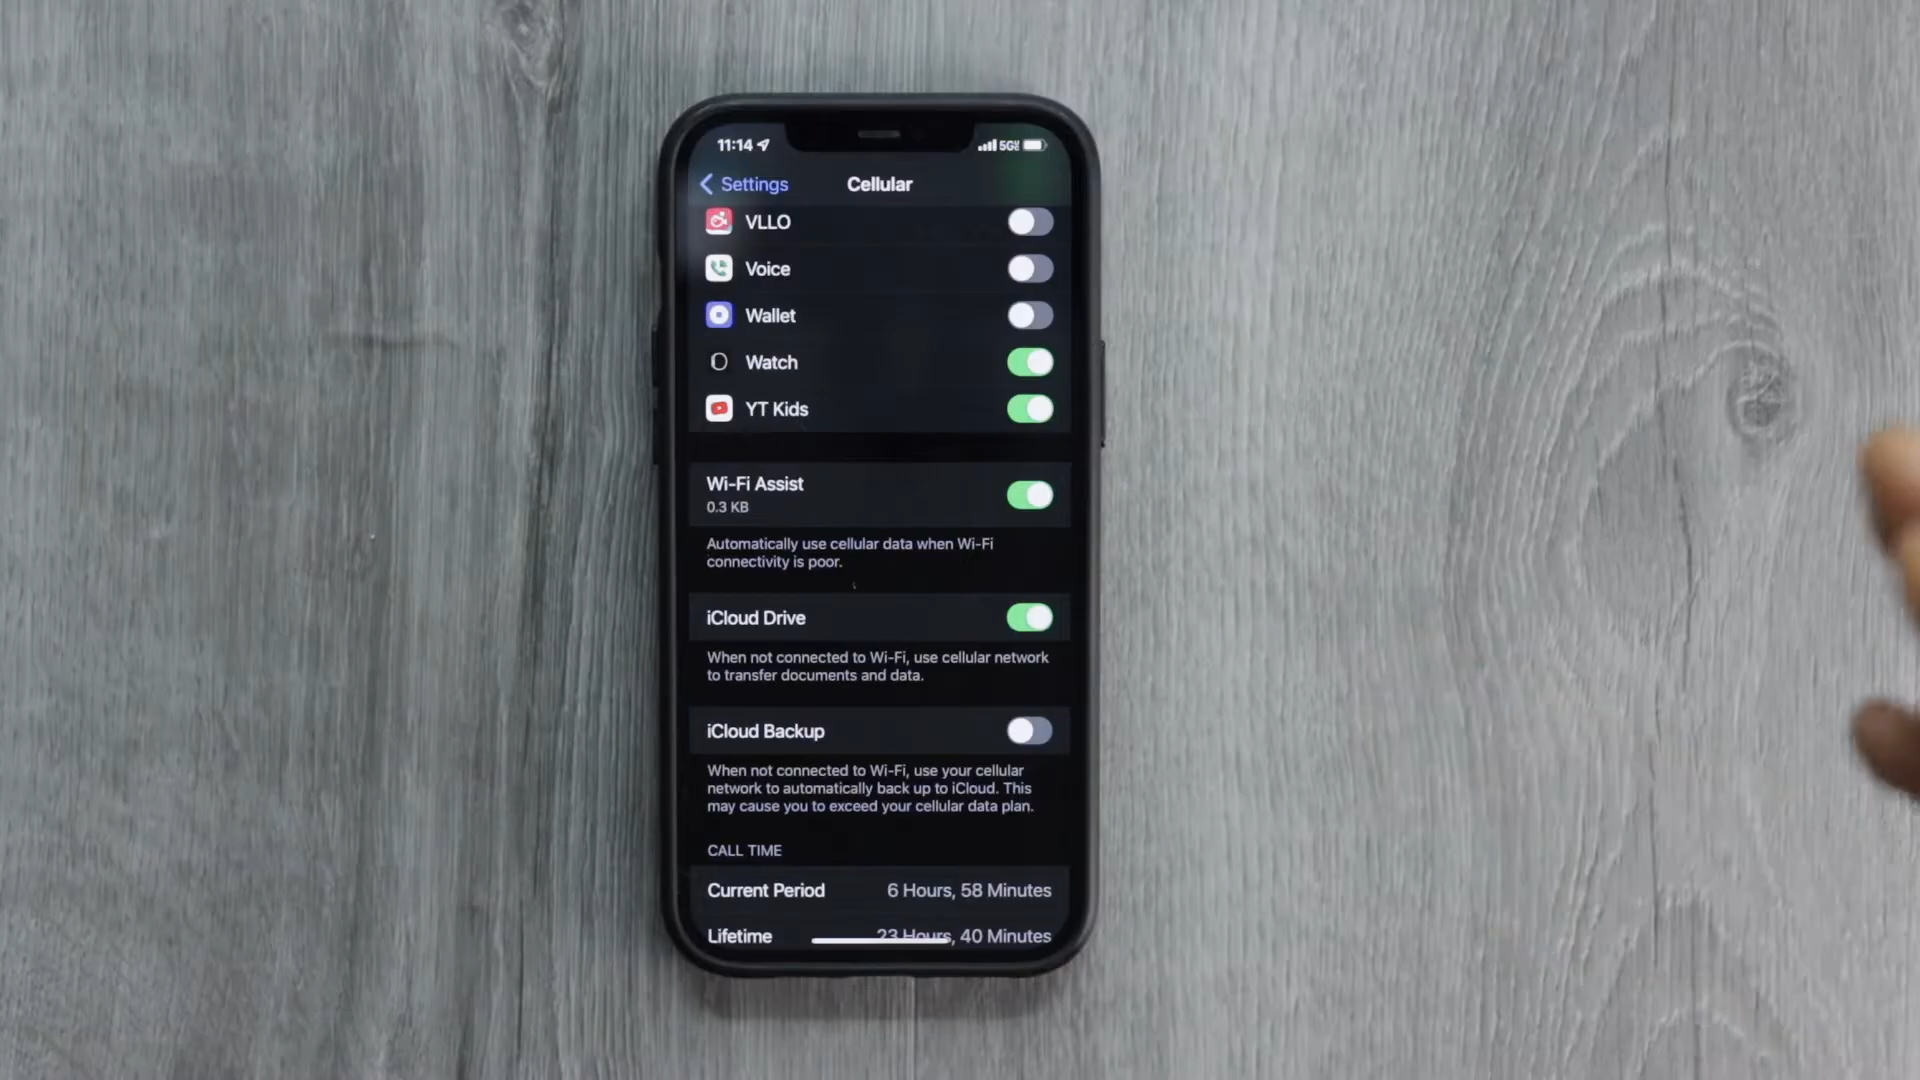 11:14
5G
Settings
Cellular
VLLO
Voice
Wallet
Watch
YT Kids
Wi-Fi Assist
0.3 KB
Automatically use cellular data when Wi-Fi
connectivity is poor.
iCloud Drive
When not connected to Wi-Fi, use cellular network
to transfer documents and data.
iCloud Backup
When not connected to Wi-Fi, use your cellular
network to automatically back up to iCloud. This
may cause you to exceed your cellular data plan.
CALL TIME
Current Period 6 Hours, 58 Minutes
Lifetime 23 Hours, 40 Minutes